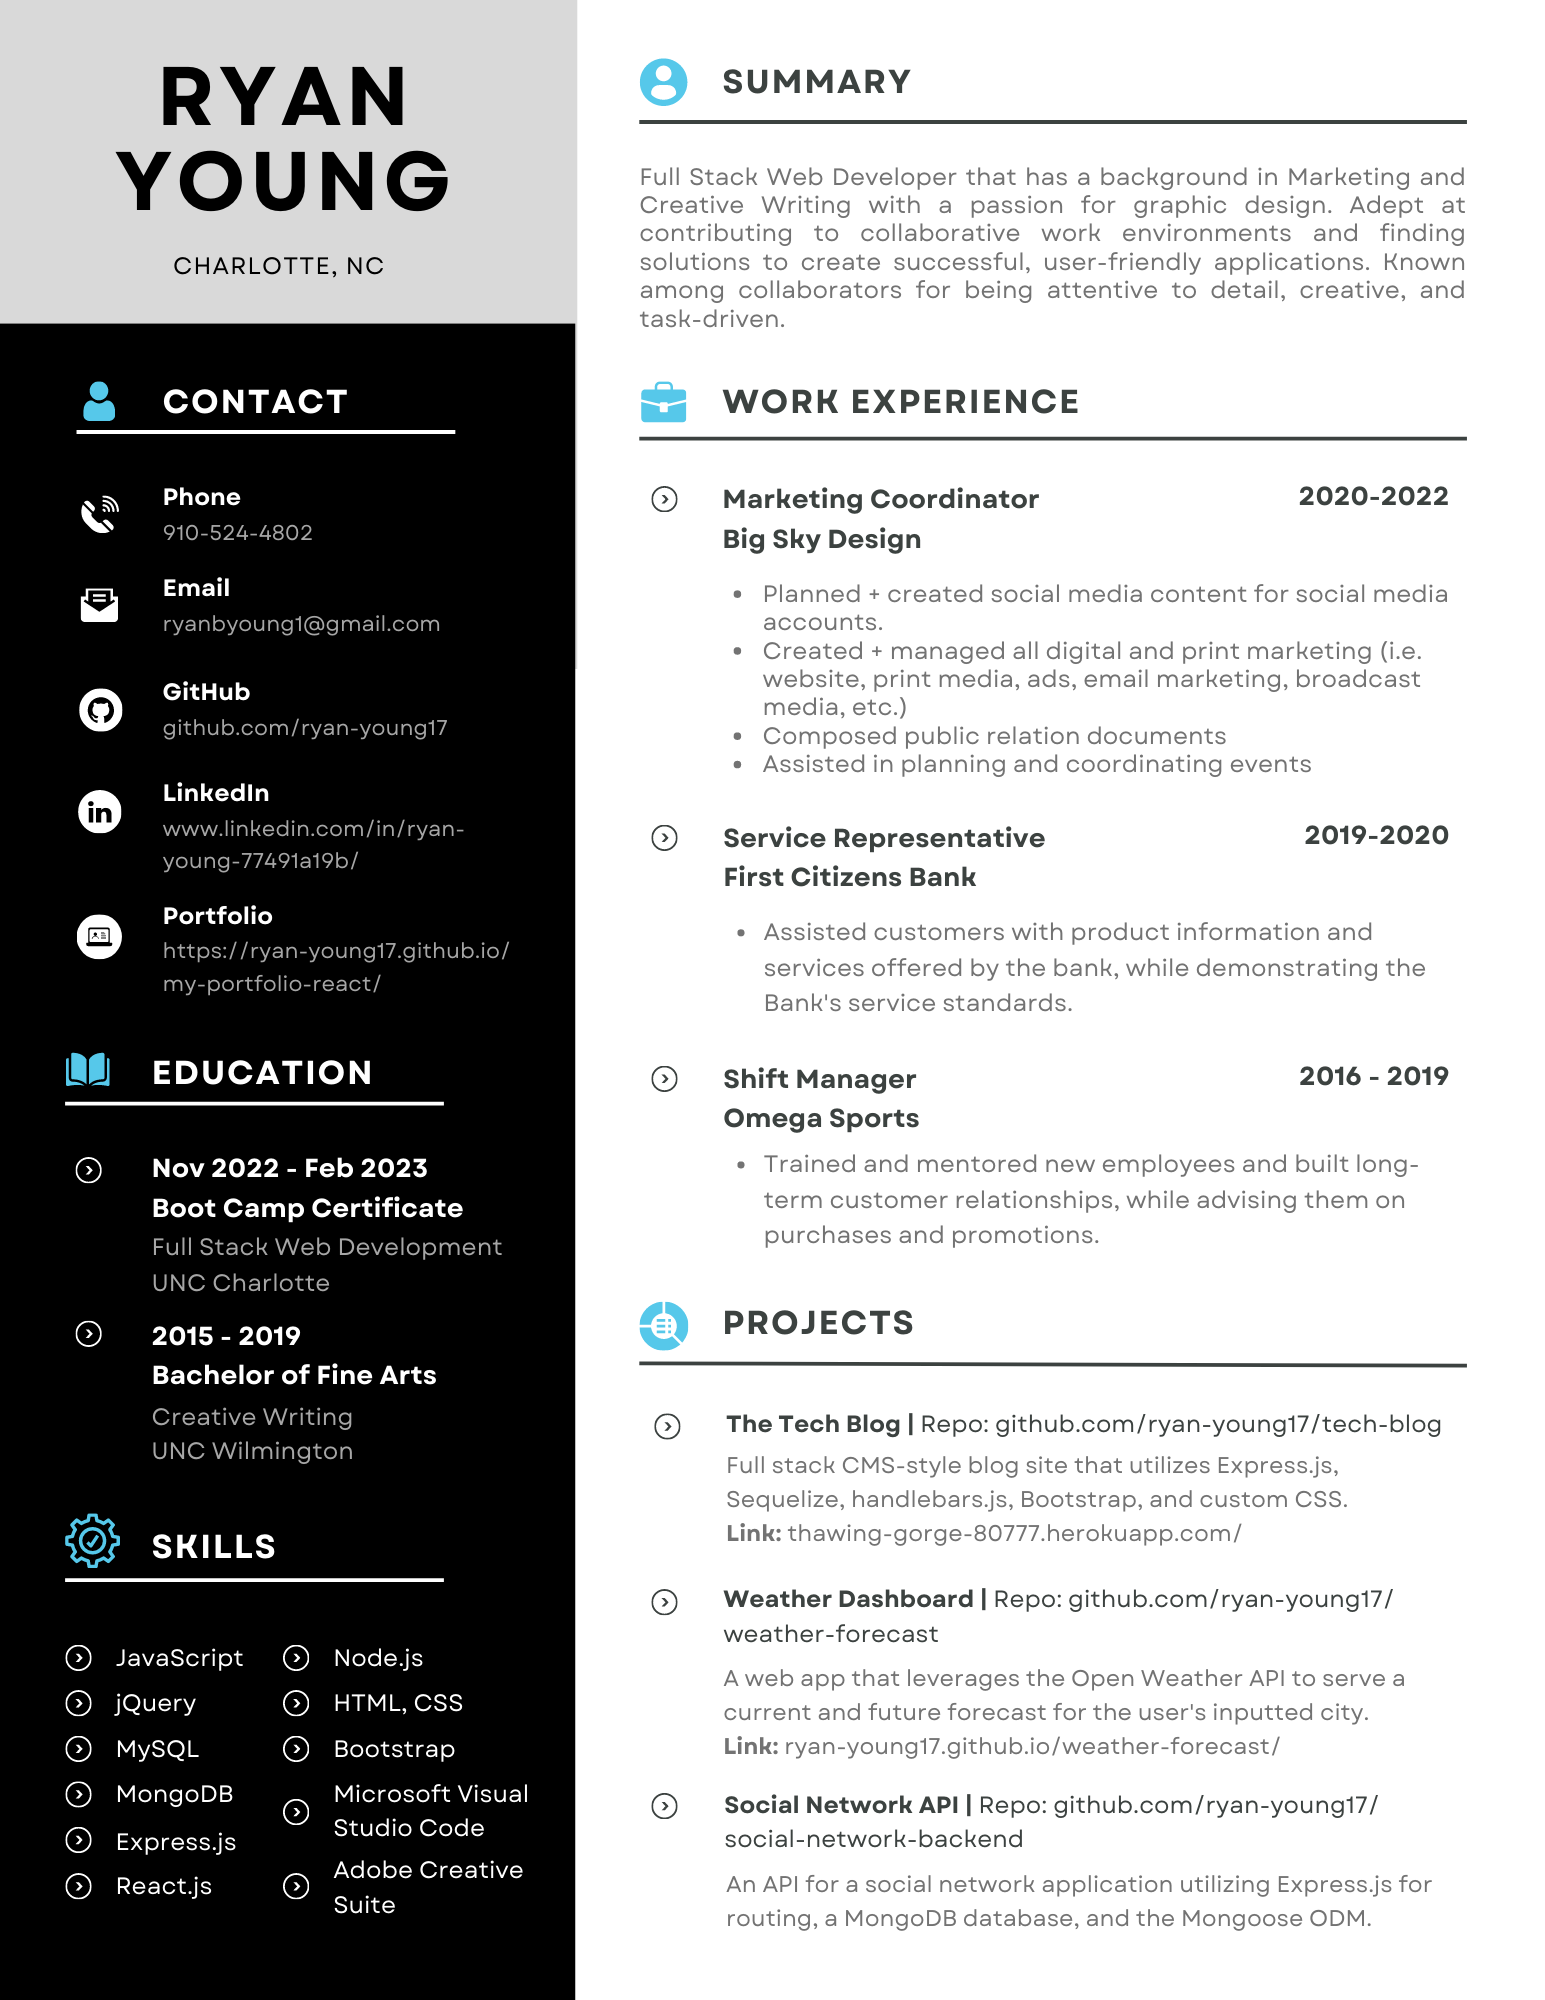 RYAN
YOUNG
CHARLOTTE, NC
CONTACT
Phone
910-524-4802
Email
ryanbyoung1@gmail.com
GitHub
github.com/ryan-young17
LinkedIn
www.linkedin.com/in/ryan-
young-77491a19b/
Portfolio
https://ryan-young17.github.io/
my-portfolio-react/
EDUCATION
Nov 2022 - Feb 2023
Boot Camp Certificate
Full Stack Web Development
UNC Charlotte
2015 - 2019
Bachelor of Fine Arts
Creative Writing
UNC Wilmington
SKILLS
JavaScript
jQuery
MySQL
MongoDB
Express.js
React.js
Node.js
HTML, CSS
Bootstrap
Microsoft Visual
Studio Code
Adobe Creative
Suite
SUMMARY
Full Stack Web Developer that has a background in Marketing and
Creative Writing with a passion for graphic design. Adept at
contributing to collaborative work environments and finding
solutions to create successful, user-friendly applications. Known
among collaborators for being attentive to detail, creative, and
task-driven.
WORK EXPERIENCE
Marketing Coordinator 2020-2022
Big Sky Design
• Planned + created social media content for social media
accounts.
• Created + managed all digital and print marketing (i.e.
website, print media, ads, email marketing, broadcast
media, etc.)
• Composed public relation documents
• Assisted in planning and coordinating events
Service Representative 2019-2020
First Citizens Bank
• Assisted customers with product information and
services offered by the bank, while demonstrating the
Bank's service standards.
Shift Manager 2016 - 2019
Omega Sports
• Trained and mentored new employees and built long-
term customer relationships, while advising them on
purchases and promotions.
PROJECTS
The Tech Blog | Repo: github.com/ryan-young17/tech-blog
Full stack CMS-style blog site that utilizes Express.js,
Sequelize, handlebars.js, Bootstrap, and custom CSS.
Link: thawing-gorge-80777.herokuapp.com/
Weather Dashboard | Repo: github.com/ryan-young17/
weather-forecast
A web app that leverages the Open Weather API to serve a
current and future forecast for the user's inputted city.
Link: ryan-young17.github.io/weather-forecast/
Social Network API | Repo: github.com/ryan-young17/
social-network-backend
An API for a social network application utilizing Express.js for
routing, a MongoDB database, and the Mongoose ODM.